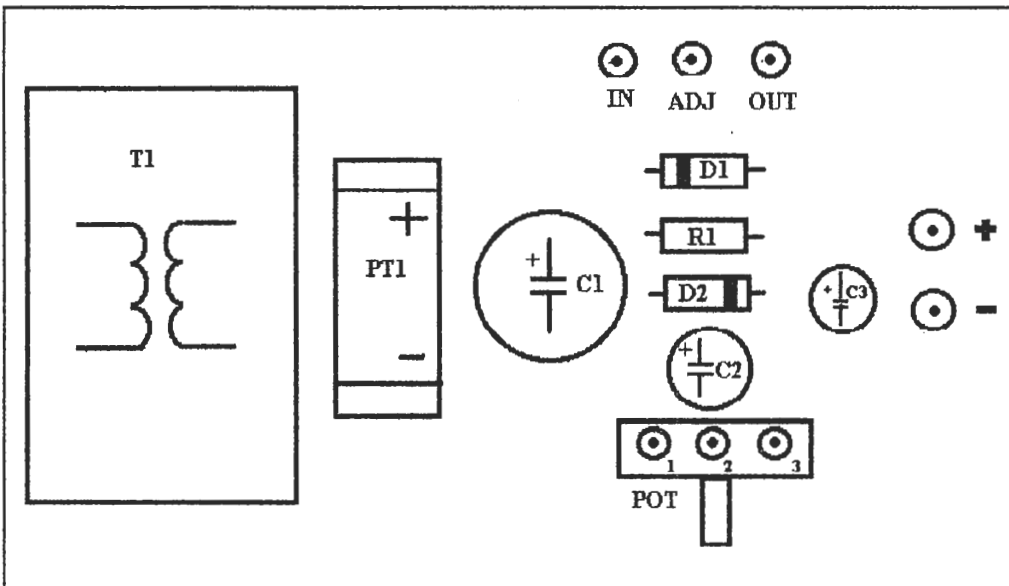 IN ADJ OUT
T1
D1
+
R1
+ -
PT1
+ C1
D2
+ C3
-
+ C2
1 2 3
POT